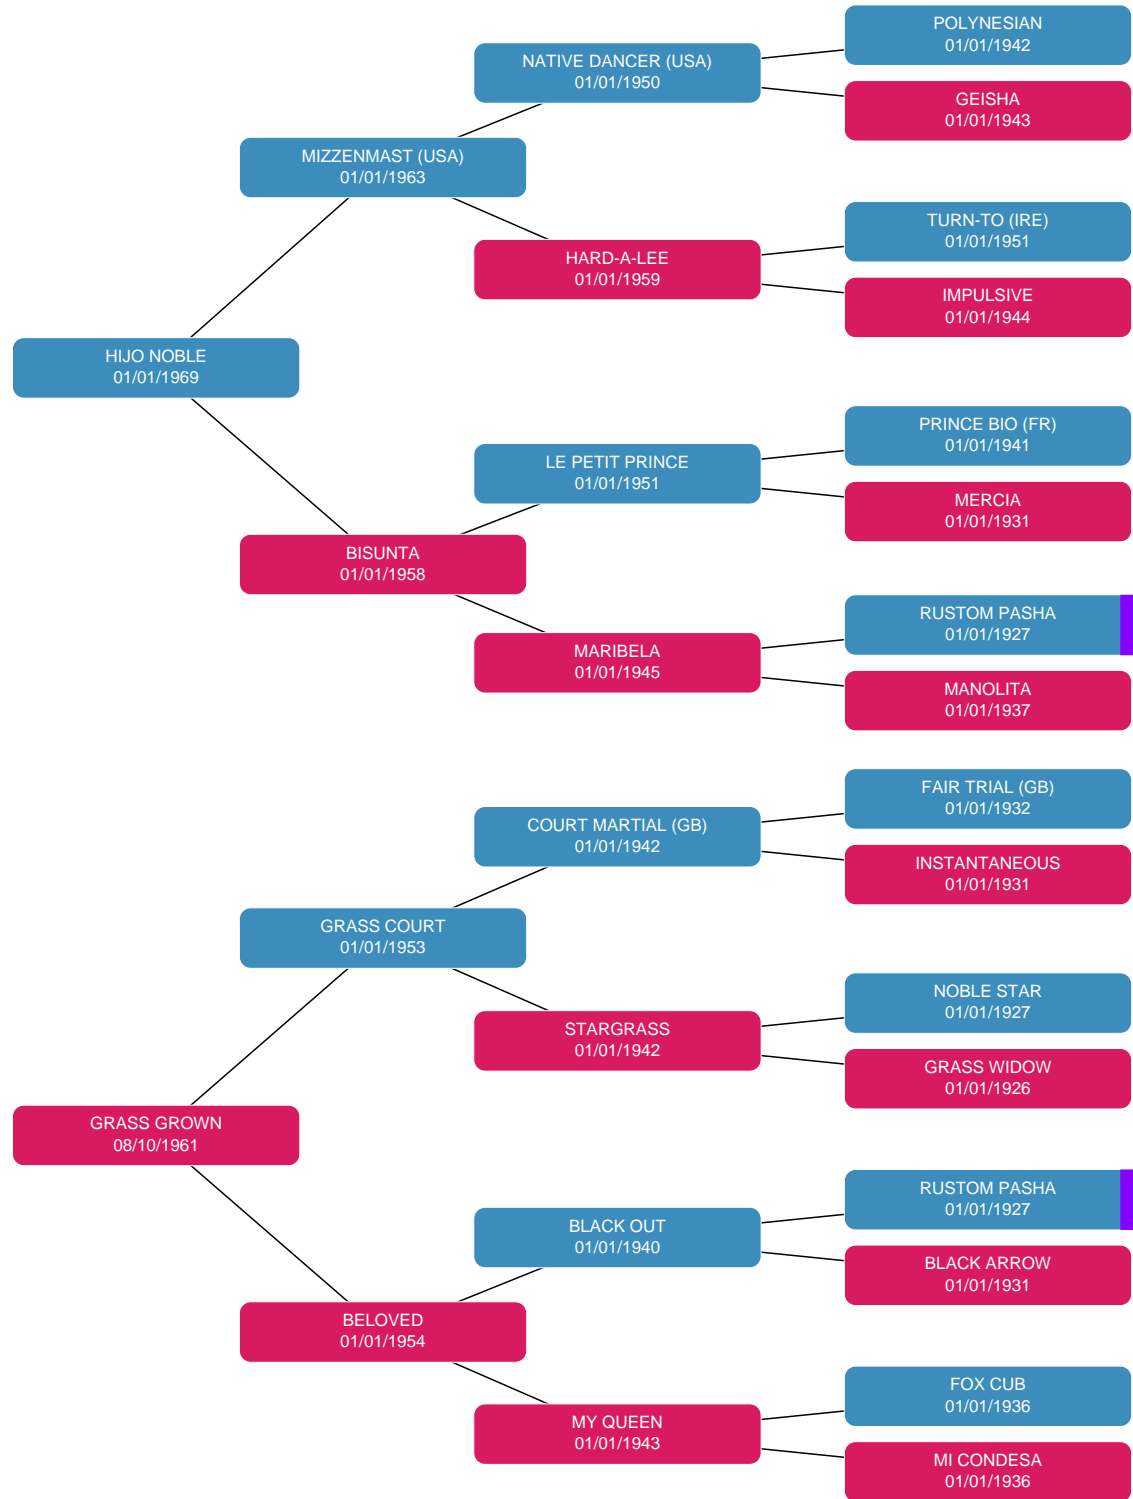 POLYNESIAN
01/01/1942
NATIVE DANCER (USA)
01/01/1950
GEISHA
01/01/1943
MIZZENMAST (USA)
01/01/1963
TURN-TO (IRE)
01/01/1951
HARD-A-LEE
01/01/1959
IMPULSIVE
01/01/1944
HIJO NOBLE
01/01/1969
PRINCE BIO (FR)
01/01/1941
LE PETIT PRINCE
01/01/1951
MERCIA
01/01/1931
BISUNTA
01/01/1958
RUSTOM PASHA
01/01/1927
MARIBELA
01/01/1945
MANOLITA
01/01/1937
FAIR TRIAL (GB)
01/01/1932
COURT MARTIAL (GB)
01/01/1942
INSTANTANEOUS
01/01/1931
GRASS COURT
01/01/1953
NOBLE STAR
01/01/1927
STARGRASS
01/01/1942
GRASS WIDOW
01/01/1926
GRASS GROWN
08/10/1961
RUSTOM PASHA
01/01/1927
BLACK OUT
01/01/1940
BLACK ARROW
01/01/1931
BELOVED
01/01/1954
FOX CUB
01/01/1936
MY QUEEN
01/01/1943
MI CONDESA
01/01/1936